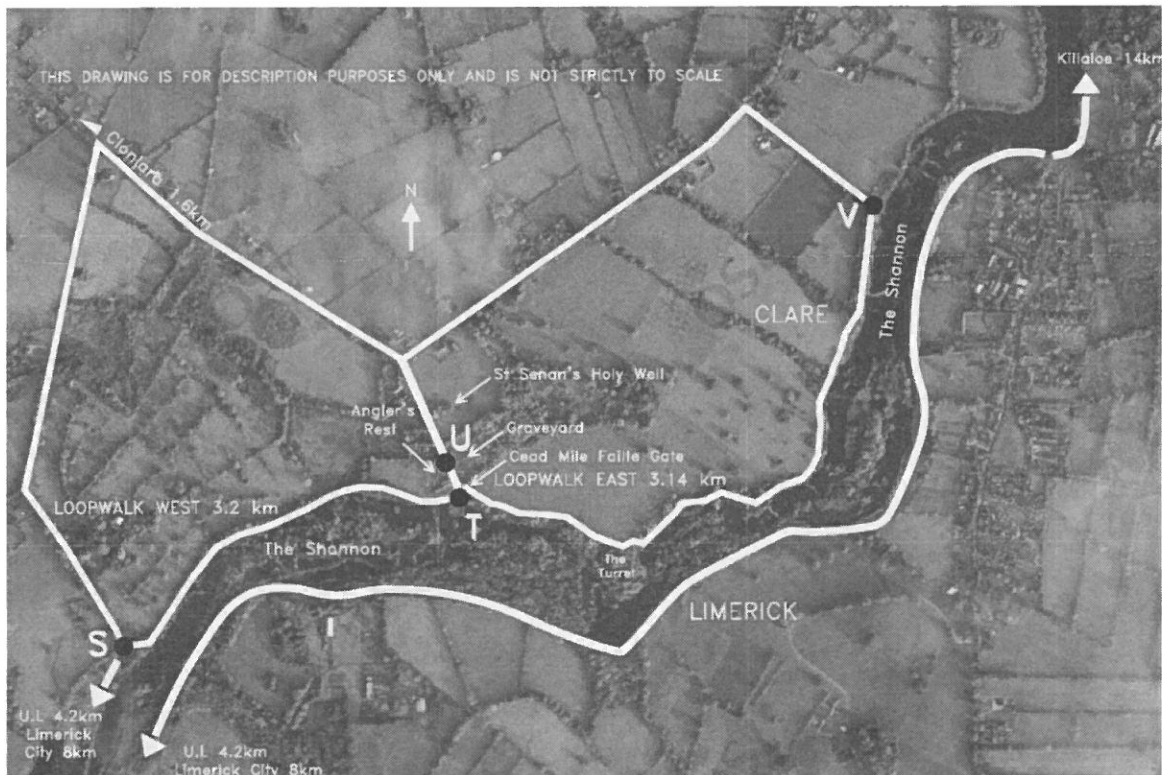 THIS DRAWING IS FOR DESCRIPTION PURPOSES ONLY AND IS NOT STRICTLY TO SCALE
Killaloe 14km
Clonlara 1.6km
N
V
The Shannon
CLARE
St Senan's Holy Well
Angler's
Rest
U
Graveyard
Cead Mile Failte Gate
LOOPWALK EAST 3.14 km
LOOPWALK WEST 3.2 km
T
The Shannon
The
Turret
LIMERICK
S
U.L 4.2km
Limerick
City 8km
U.L 4.2km
Limerick City 8km